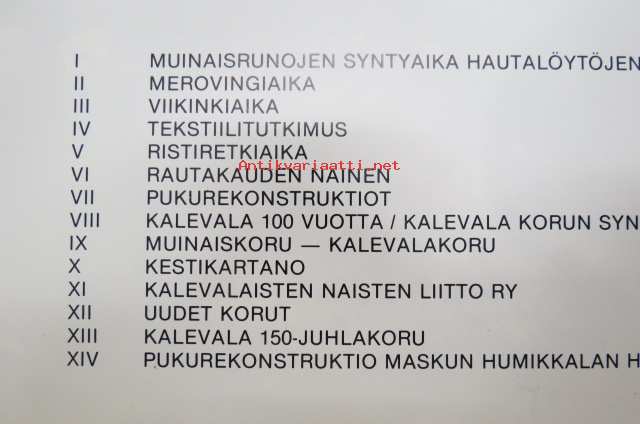 I MUINAISRUNOJEN SYNTYAIKA HAUTALÖYTÖJEN
II MEROVINGIAIKA
III VIIKINKIAIKA
IV TEKSTIILITUTKIMUS
V RISTIRETKIAIKA
Antikvariaatti.net
VI RAUTAKAUDEN NAINEN
VII PUKUREKONSTRUKTIOT
VIII KALEVALA 100 VUOTTA / KALEVALA KORUN SYN
IX MUINAISKORU — KALEVALAKORU
X KESTIKARTANO
XI KALEVALAISTEN NAISTEN LIITTO RY
XII UUDET KORUT
XIII KALEVALA 150-JUHLAKORU
XIV PUKUREKONSTRUKTIO MASKUN HUMIKKALAN H